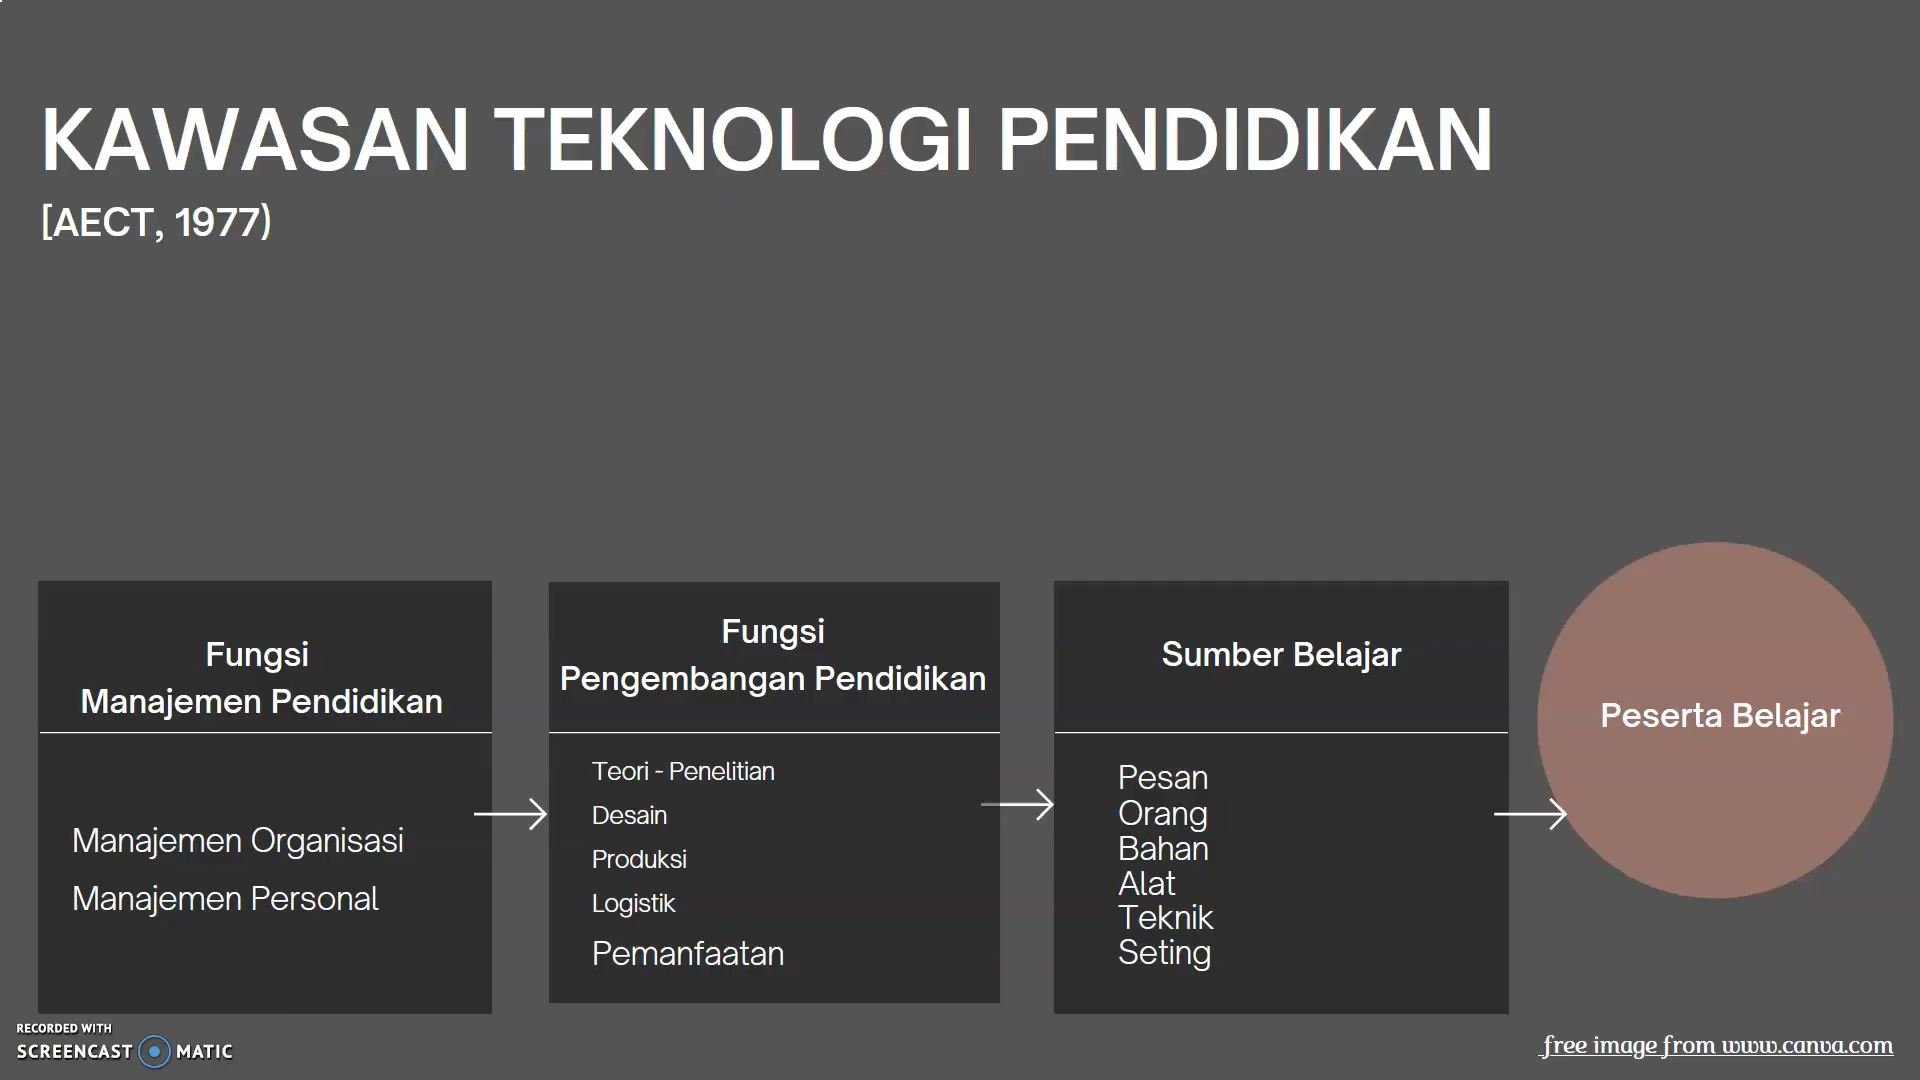 KAWASAN TEKNOLOGI PENDIDIKAN
[AECT, 1977)
Fungsi
Manajemen Pendidikan
Manajemen Organisasi
Manajemen Personal
Fungsi
Pengembangan Pendidikan
Teori - Penelitian
Desain
Produksi
Logistik
Pemanfaatan
Sumber Belajar
Pesan
Orang
Bahan
Alat
Teknik
Seting
Peserta Belajar
RECORDED WITH
SCREENCAST MATIC
free image from www.canva.com